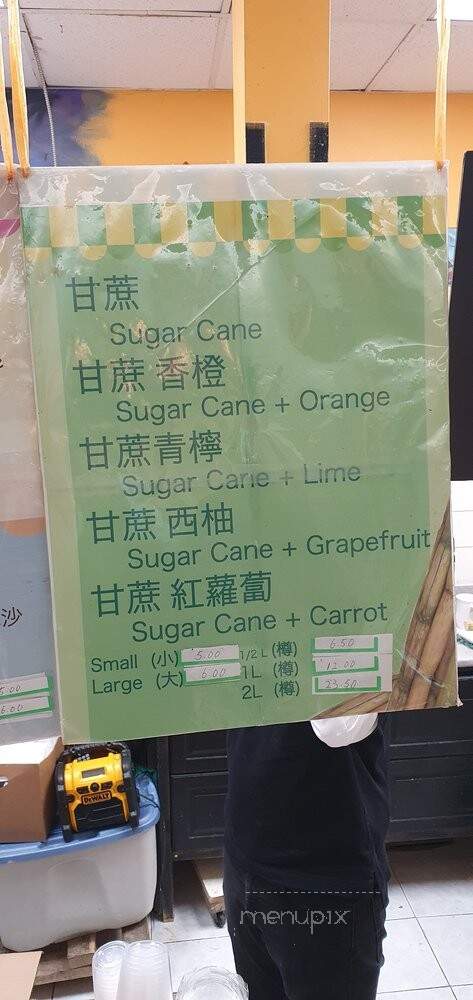 甘蔗
Sugar Cane
甘蔗 香橙
Sugar Cane + Orange
甘蔗青檸
Sugar Cane + Lime
甘蔗 西柚
Sugar Cane + Grapefruit
甘蔗 紅蘿蔔
Sugar Cane + Carrot
Small (小) 5.00 1/2 L (樽) 6.50
Large (大) 6.00 1L (樽) 12.00
2L (樽) 23.50
沙
5.00
6.00
DEWALT
menupix